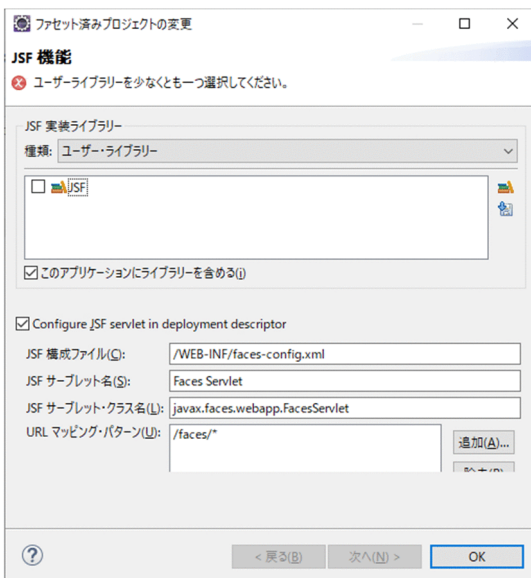 ファセット済みプロジェクトの変更
JSF 機能
ユーザーライブラリーを少なくとも一つ選択してください。
JSF 実装ライブラリー
種類: ユーザー・ライブラリー
JSF
このアプリケーションにライブラリーを含める(i)
Configure JSF servlet in deployment descriptor
JSF 構成ファイル(C): /WEB-INF/faces-config.xml
JSF サーブレット名(S): Faces Servlet
JSF サーブレット・クラス名(L): javax.faces.webapp.FacesServlet
URL マッピング・パターン(U): /faces/*
追加(A)...
< 戻る(B) 次へ(N) > OK